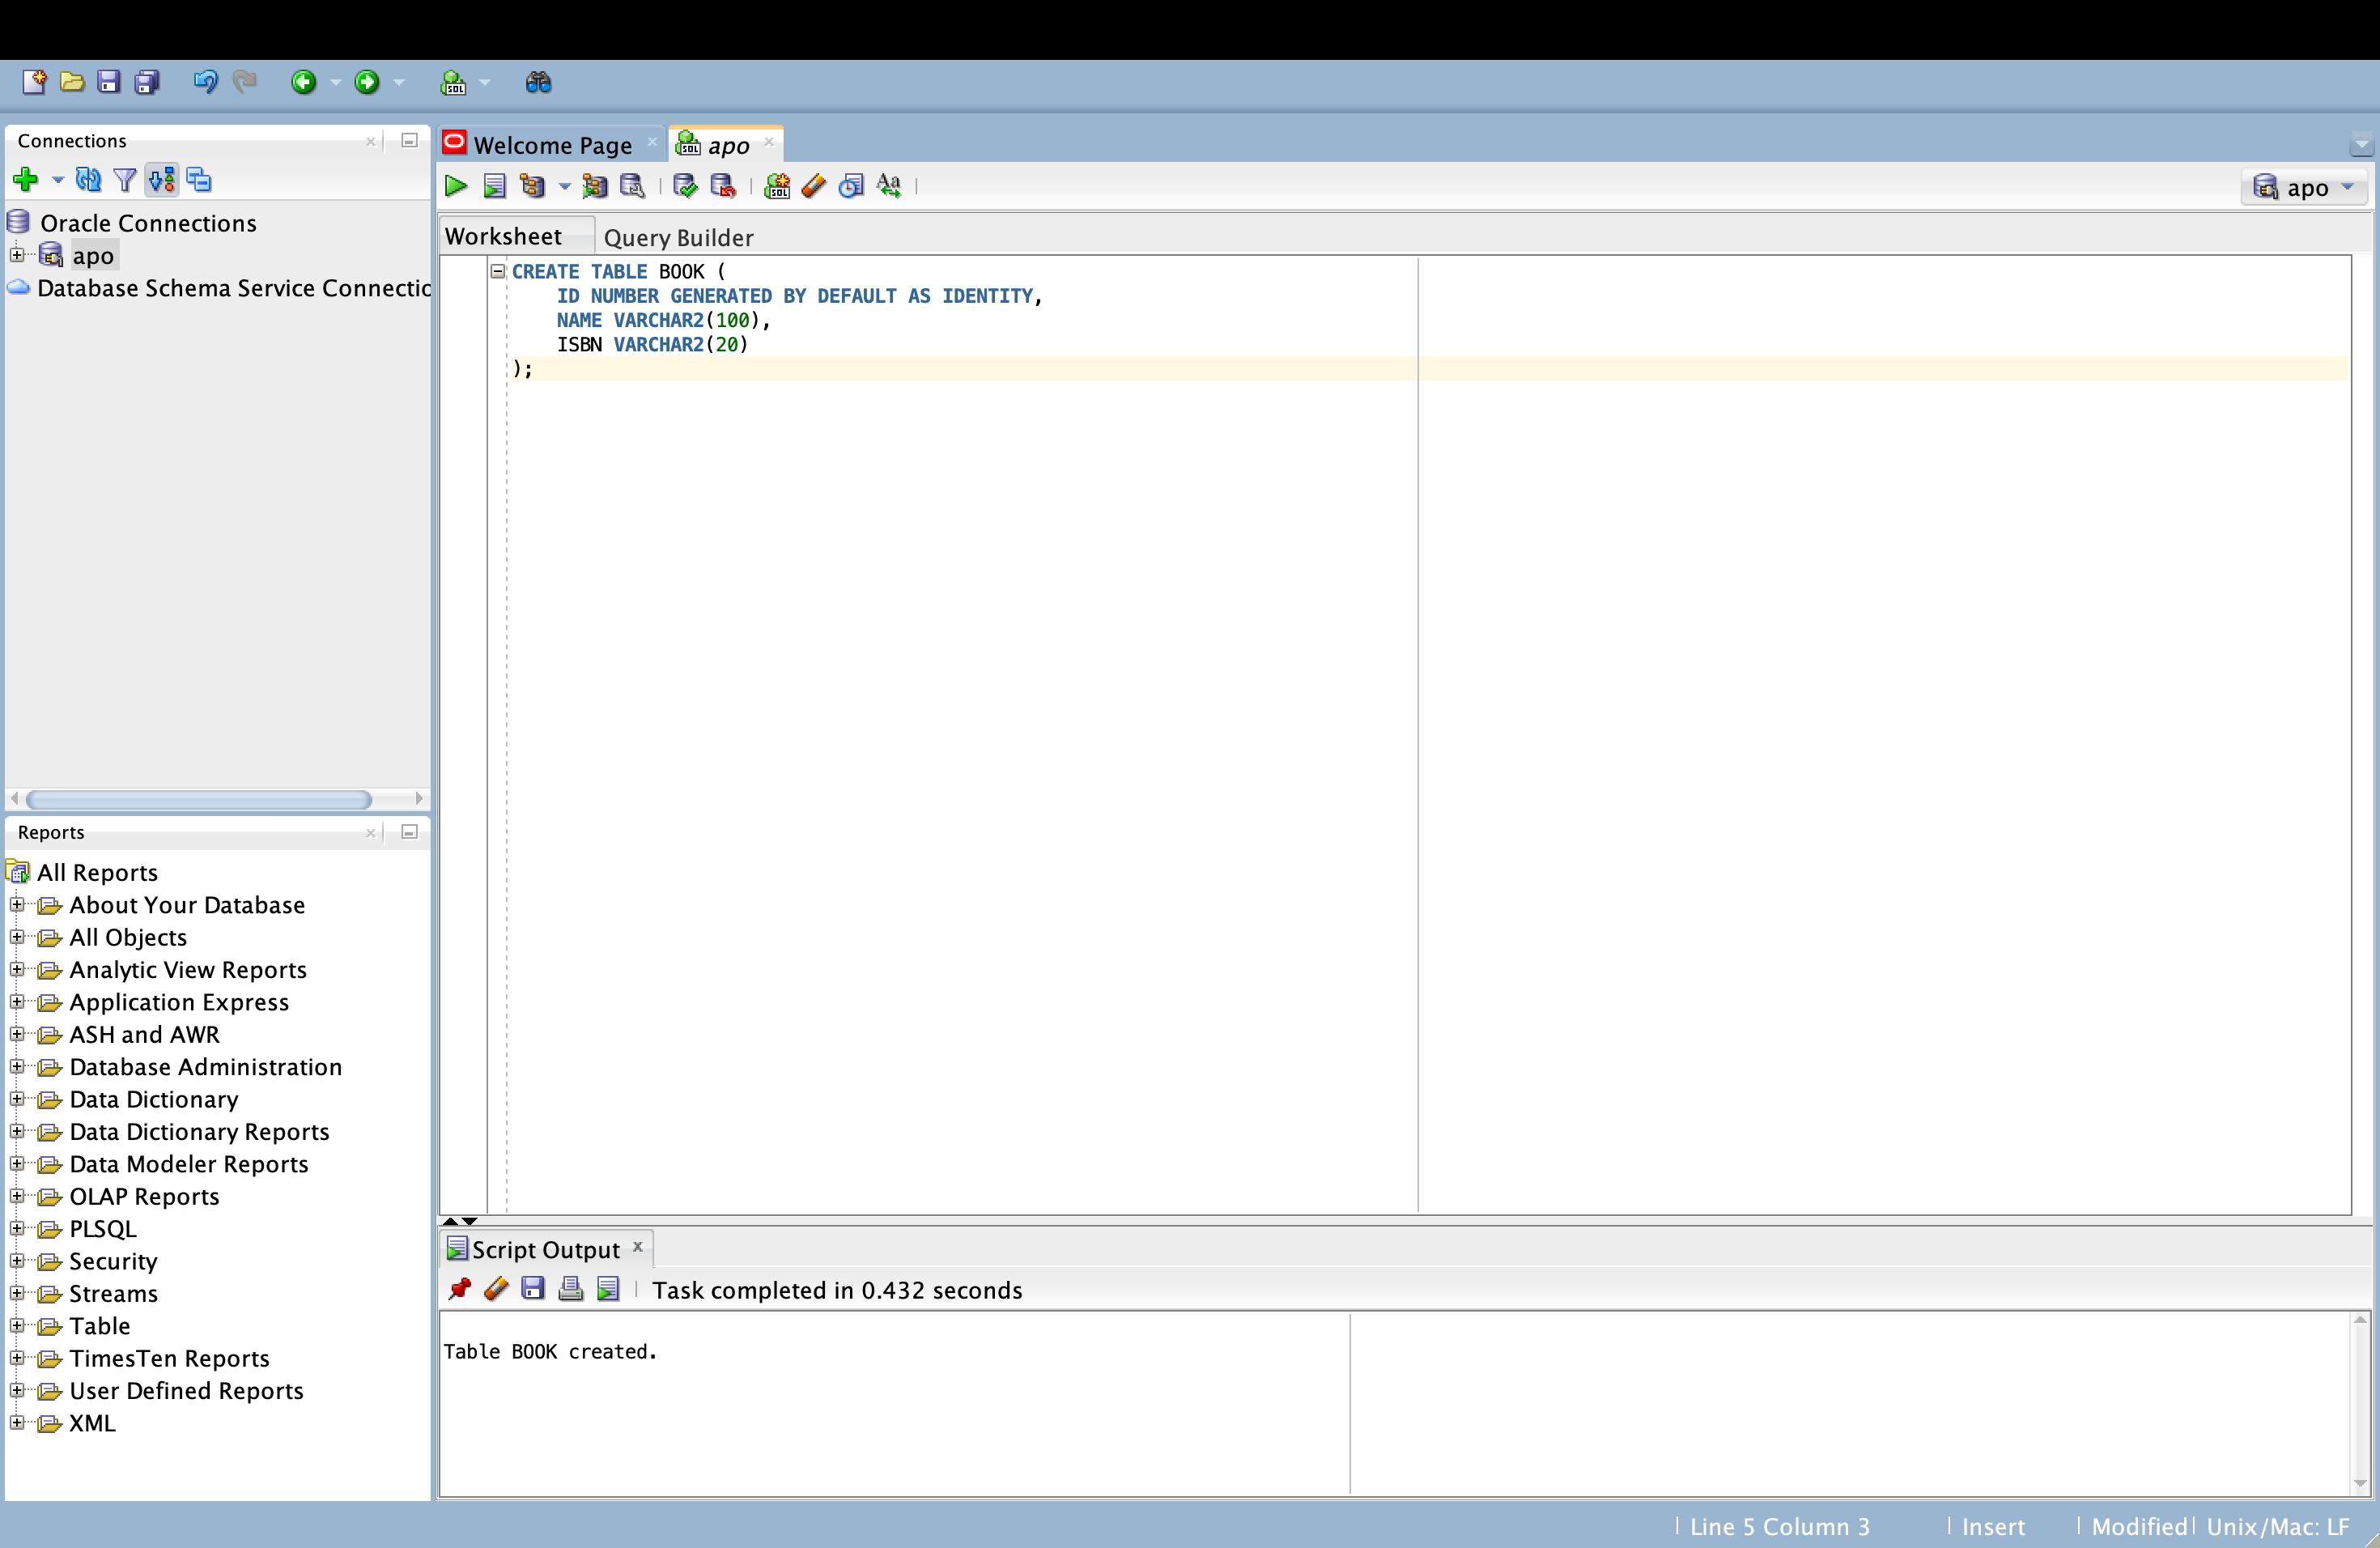 Connections
Oracle Connections
apo
Database Schema Service Connectio
Reports
All Reports
About Your Database
All Objects
Analytic View Reports
Application Express
ASH and AWR
Database Administration
Data Dictionary
Data Dictionary Reports
Data Modeler Reports
OLAP Reports
PLSQL
Security
Streams
Table
TimesTen Reports
User Defined Reports
XML
Welcome Page
apo
apo
Worksheet
Query Builder
CREATE TABLE BOOK (
ID NUMBER GENERATED BY DEFAULT AS IDENTITY,
NAME VARCHAR2(100),
ISBN VARCHAR2(20)
);
Script Output
Task completed in 0.432 seconds
Table BOOK created.
Line 5 Column 3
Insert
Modified
Unix/Mac: LF